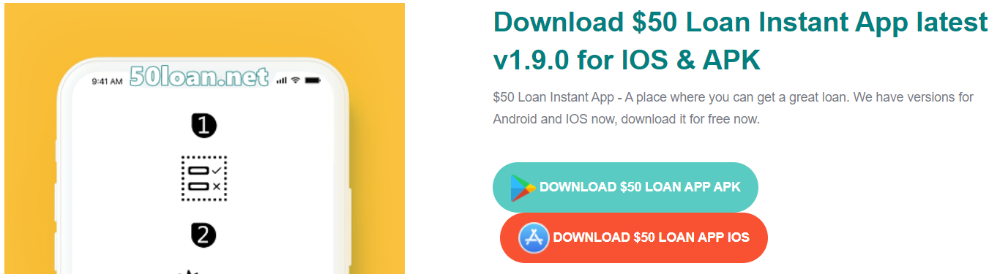 9:41 AM 50loan.net
1
2
Download $50 Loan Instant App latest
v1.9.0 for IOS & APK
$50 Loan Instant App - A place where you can get a great loan. We have versions for
Android and IOS now, download it for free now.
DOWNLOAD $50 LOAN APP APK
DOWNLOAD $50 LOAN APP IOS